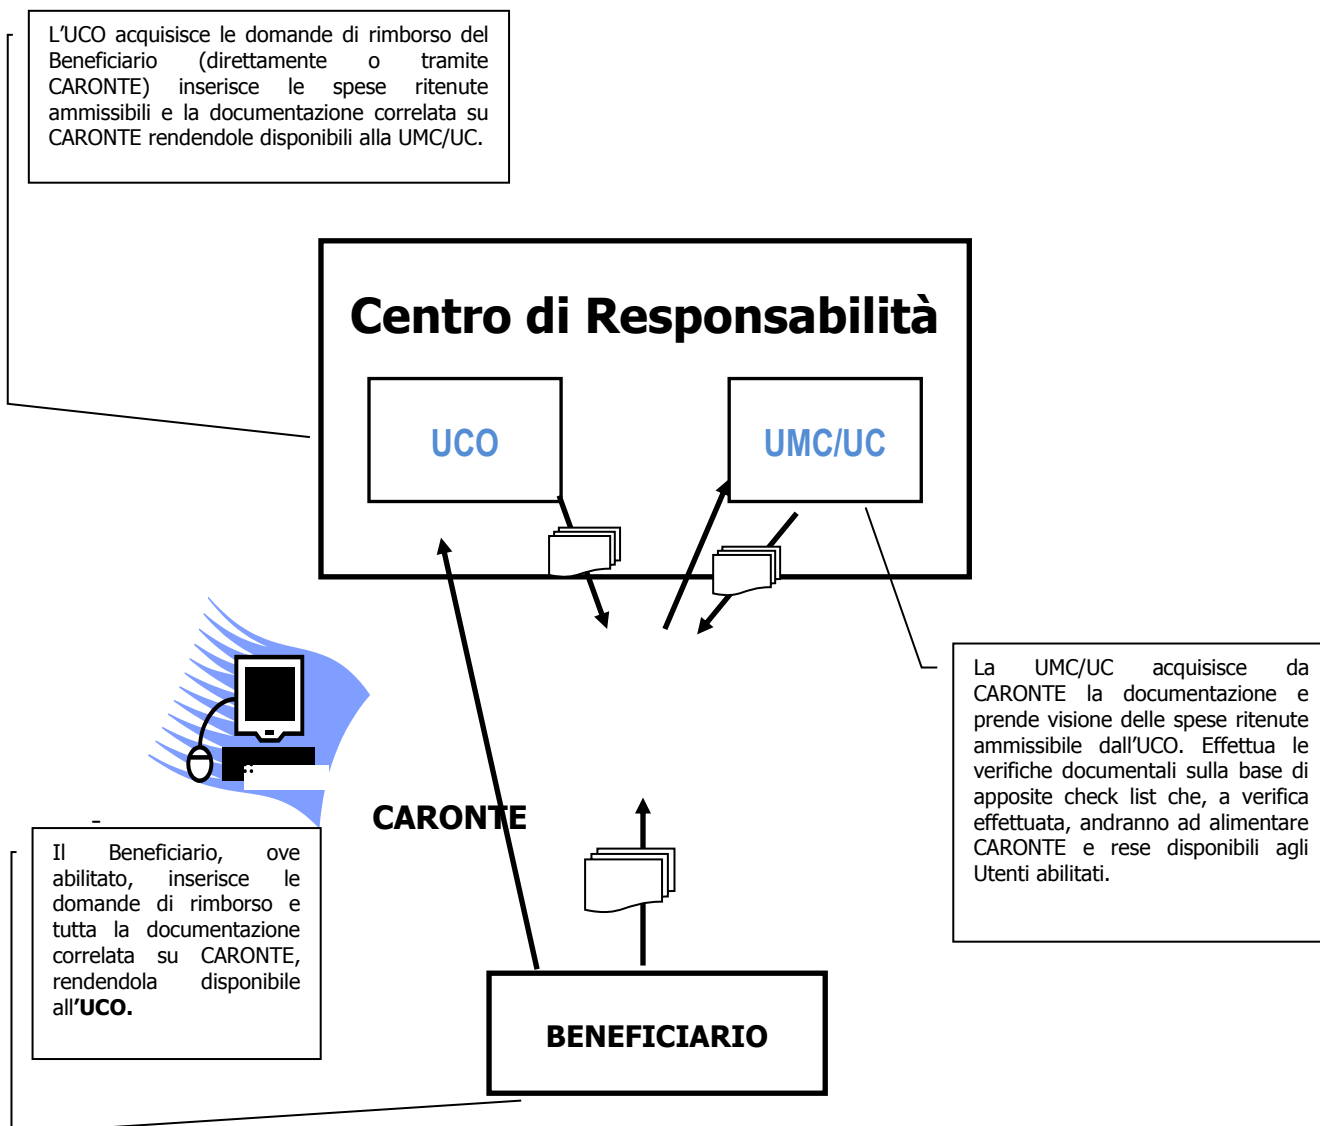 L’UCO acquisisce le domande di rimborso del
Beneficiario (direttamente o tramite
CARONTE) inserisce le spese ritenute
ammissibili e la documentazione correlata su
CARONTE rendendole disponibili alla UMC/UC.
Centro di Responsabilità
UCO
UMC/UC
La UMC/UC acquisisce da
CARONTE la documentazione e
prende visione delle spese ritenute
ammissibile dall’UCO. Effettua le
verifiche documentali sulla base di
apposite check list che, a verifica
effettuata, andranno ad alimentare
CARONTE e rese disponibili agli
Utenti abilitati.
CARONTE
Il Beneficiario, ove
abilitato, inserisce le
domande di rimborso e
tutta la documentazione
correlata su CARONTE,
rendendola disponibile
all’UCO.
BENEFICIARIO